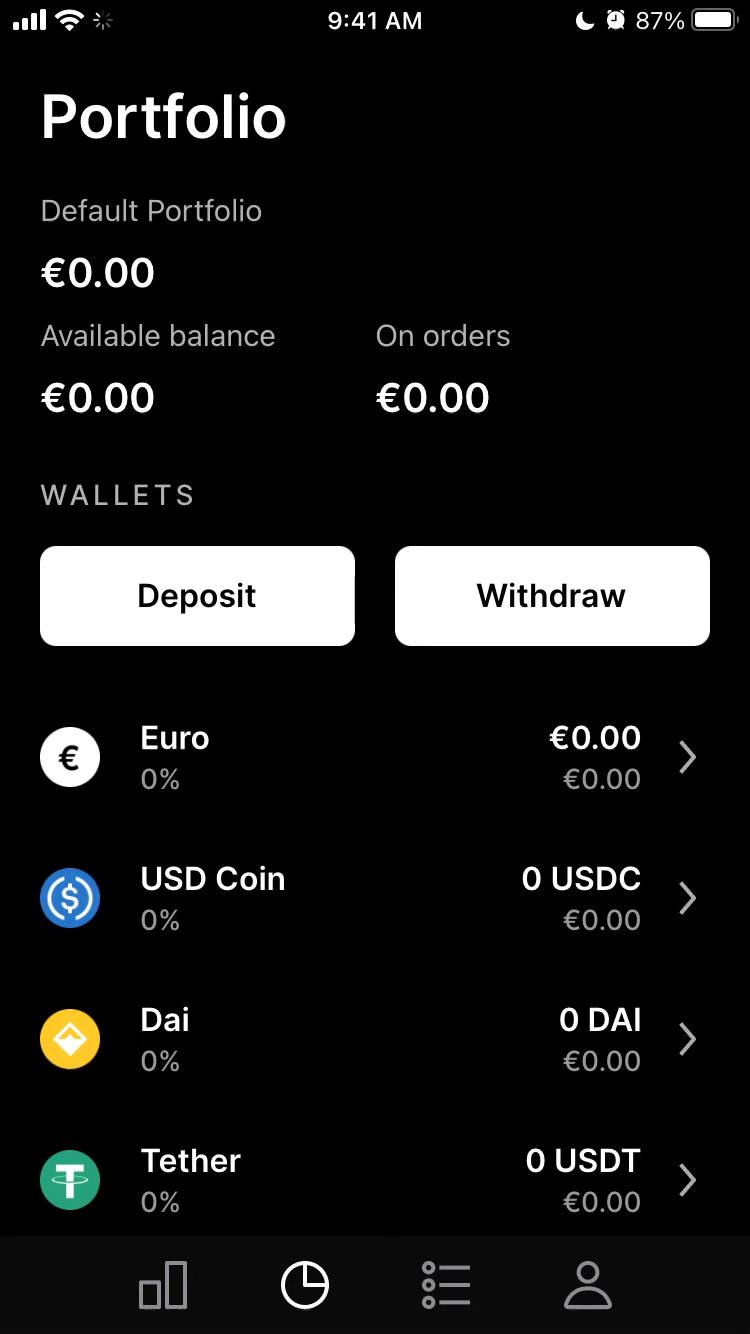 9:41 AM 87%
Portfolio
Default Portfolio
€0.00
Available balance On orders
€0.00 €0.00
WALLETS
Deposit Withdraw
€ Euro €0.00
0% €0.00
USD Coin 0 USDC
$ 0% €0.00
Dai 0 DAI
0% €0.00
Tether 0 USDT
0% €0.00